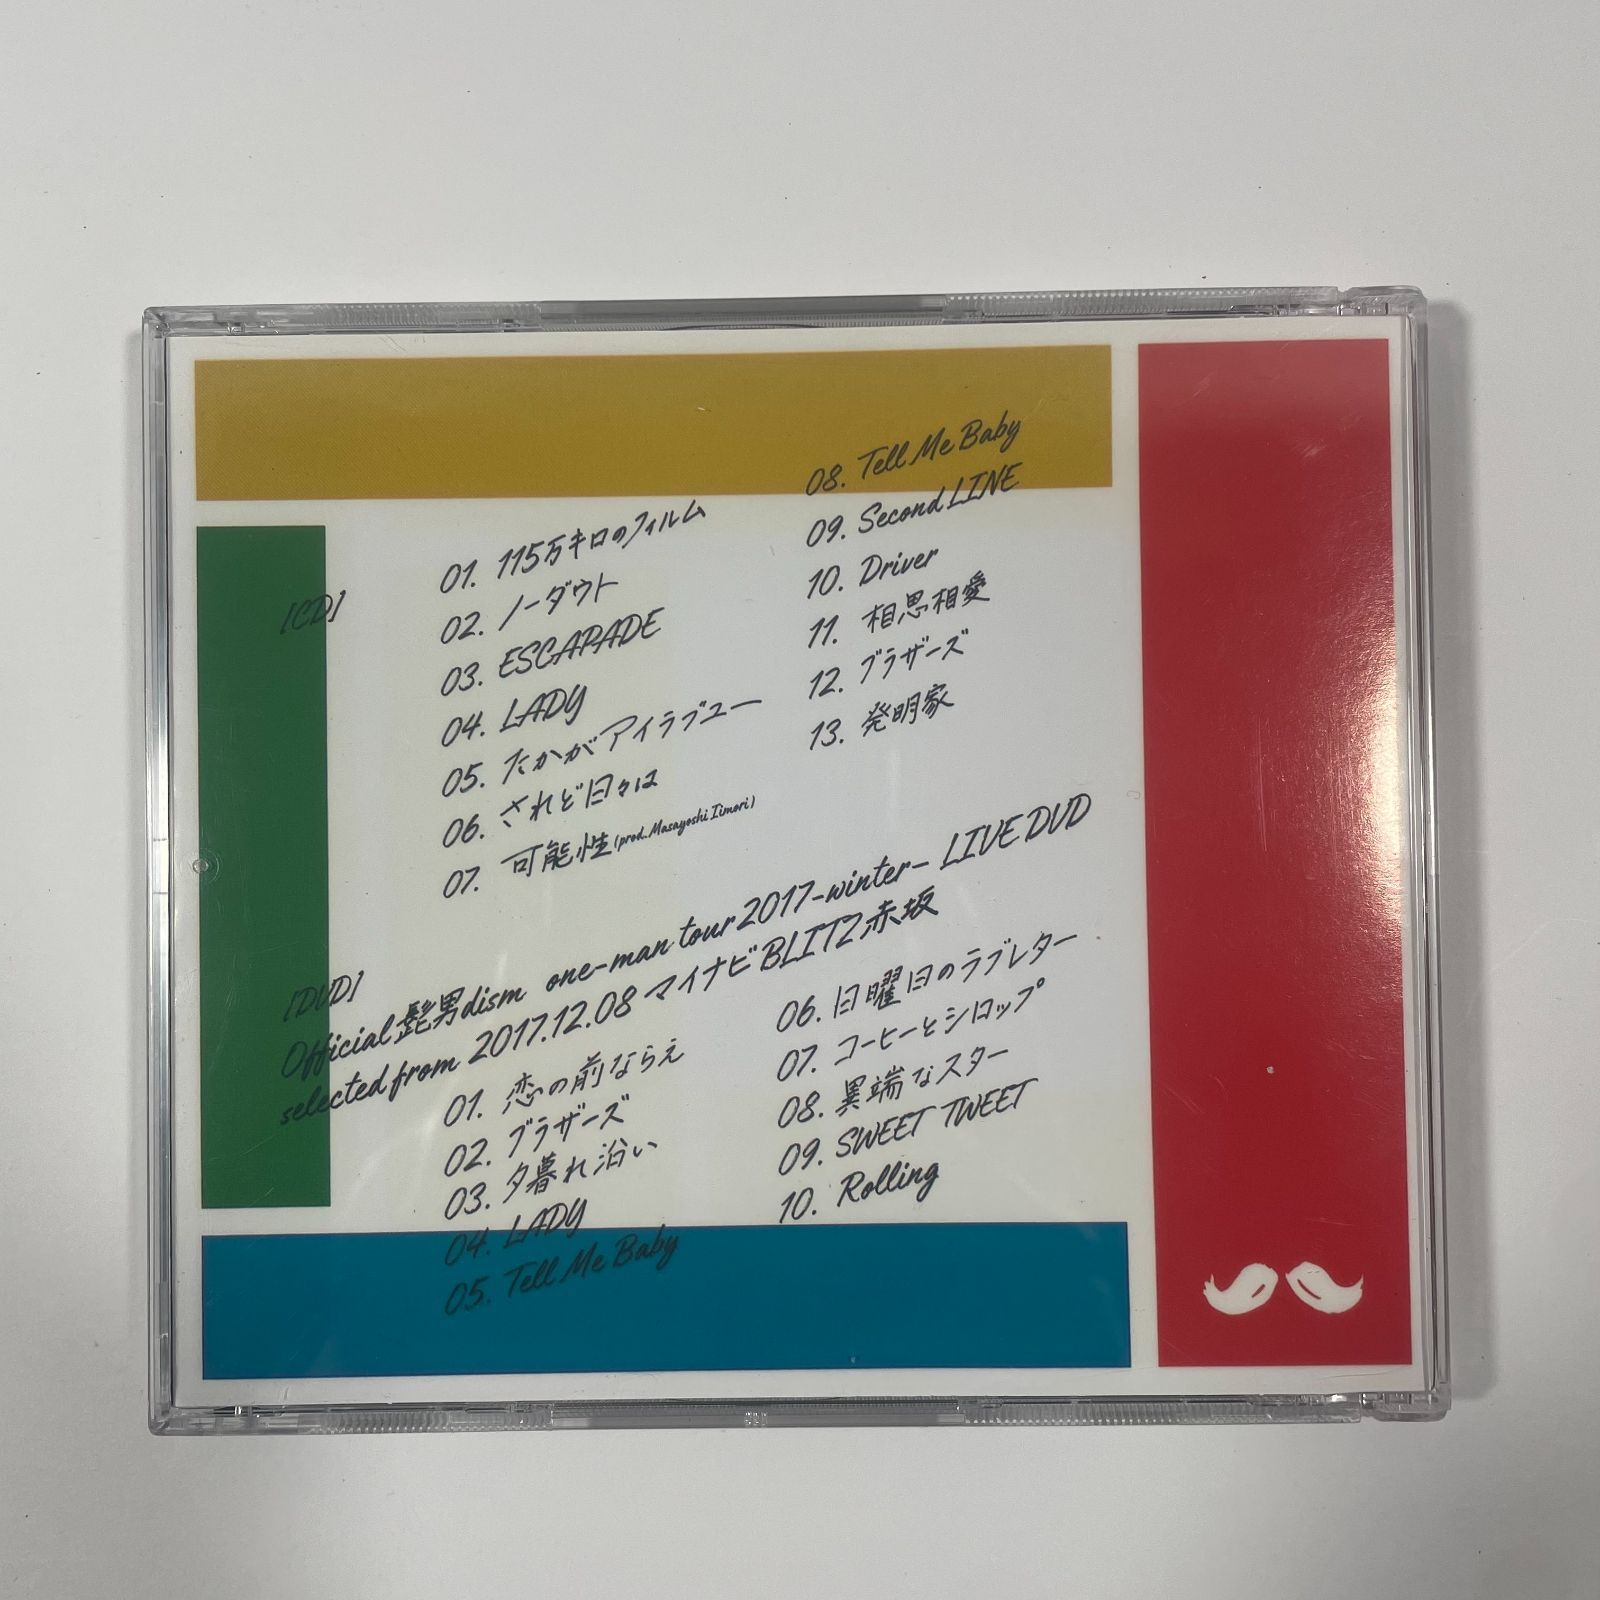 [CD]
01. 115万キロのフィルム
02. ノーダウト
03. ESCAPADE
04. LADY
05. たかがアイラブユー
06. されど日々は
07. 可能性 (prod. Masayoshi Iimori)
08. Tell Me Baby
09. Second LINE
10. Driver
11. 相思相愛
12. ブラザーズ
13. 発明家
[DVD]
Official髭男dism one-man tour 2017-winter- LIVE DVD
selected from 2017.12.08 マイナビBLITZ赤坂
01. 恋の前ならえ
02. ブラザーズ
03. 夕暮れ沿い
04. LADY
05. Tell Me Baby
06. 日曜日のラブレター
07. コーヒーとシロップ
08. 異端なスター
09. SWEET TWEET
10. Rolling